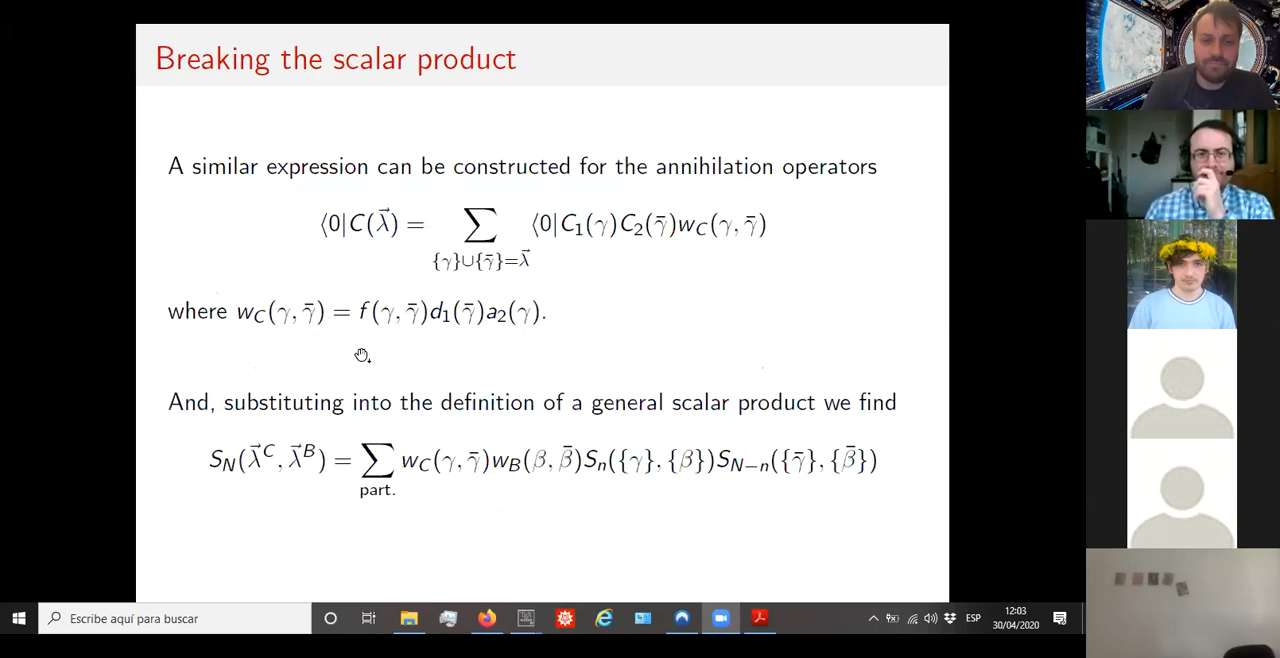 Breaking the scalar product
A similar expression can be constructed for the annihilation operators
⟨0|C(λ⃗) = ∑ ⟨0|C₁(γ)C₂(γ̄)w_C(γ, γ̄)
{γ}∪{γ̄}=λ⃗
where w_C(γ, γ̄) = f(γ, γ̄)d₁(γ̄)a₂(γ).
And, substituting into the definition of a general scalar product we find
S_N(λ⃗^C, λ⃗^B) = ∑ w_C(γ, γ̄)w_B(β, β̄)S_n({γ}, {β})S_{N−n}({γ̄}, {β̄})
part.
Escribe aquí para buscar
ESP
12:03
30/04/2020